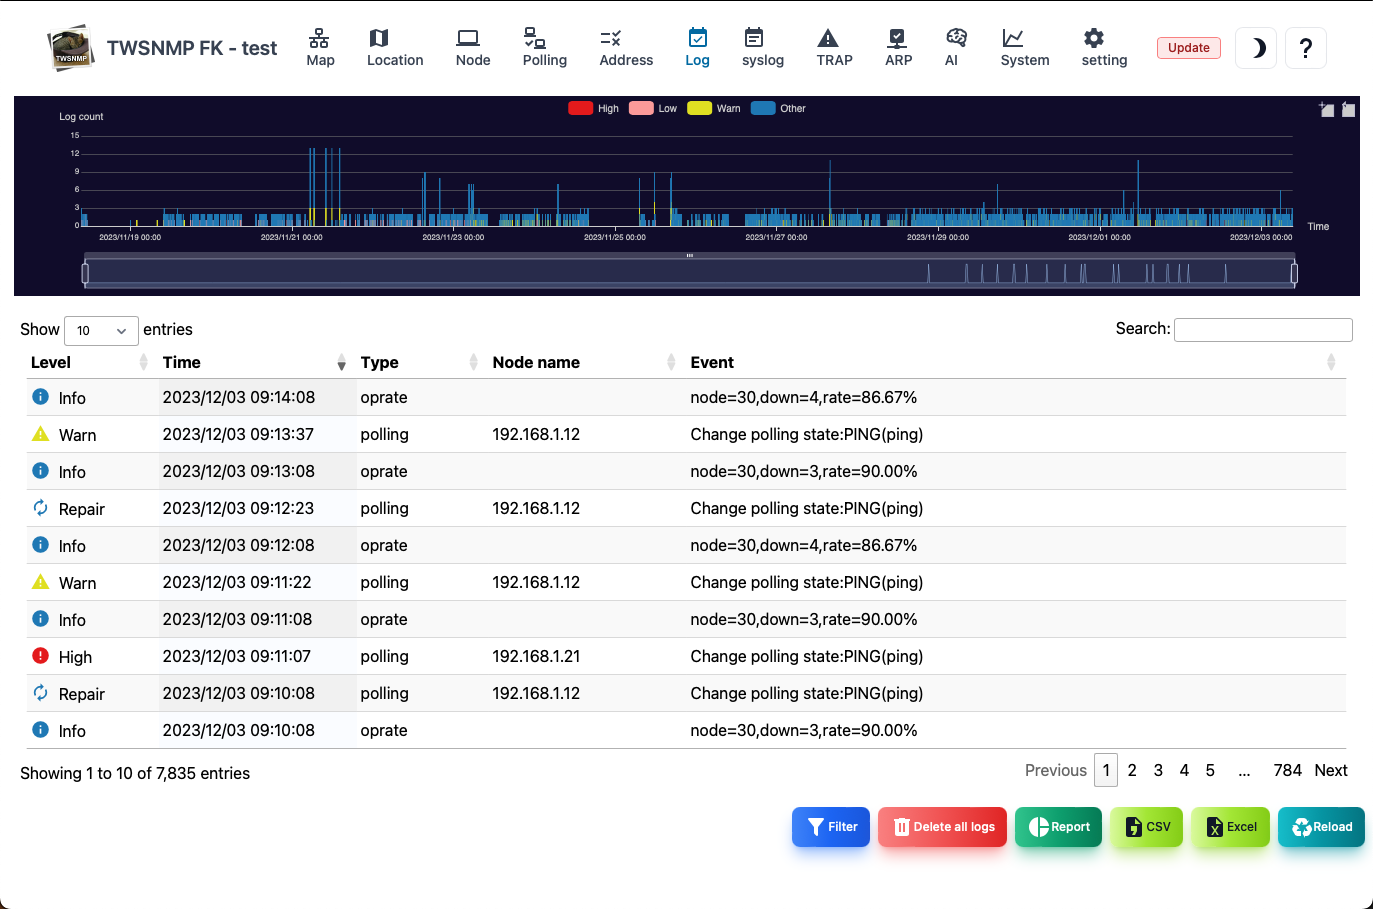 TWSNMP
TWSNMP FK - test
Map
Location
Node
Polling
Address
Log
syslog
TRAP
ARP
AI
System
setting
Update
?
High
Low
Warn
Other
Log count
15
12
9
6
3
0
2023/11/19 00:00
2023/11/21 00:00
2023/11/23 00:00
2023/11/25 00:00
2023/11/27 00:00
2023/11/29 00:00
2023/12/01 00:00
2023/12/03 00:00
Time
Show 10 entries
Search:
Level Time Type Node name Event
Info 2023/12/03 09:14:08 oprate node=30,down=4,rate=86.67%
Warn 2023/12/03 09:13:37 polling 192.168.1.12 Change polling state:PING(ping)
Info 2023/12/03 09:13:08 oprate node=30,down=3,rate=90.00%
Repair 2023/12/03 09:12:23 polling 192.168.1.12 Change polling state:PING(ping)
Info 2023/12/03 09:12:08 oprate node=30,down=4,rate=86.67%
Warn 2023/12/03 09:11:22 polling 192.168.1.12 Change polling state:PING(ping)
Info 2023/12/03 09:11:08 oprate node=30,down=3,rate=90.00%
High 2023/12/03 09:11:07 polling 192.168.1.21 Change polling state:PING(ping)
Repair 2023/12/03 09:10:08 polling 192.168.1.12 Change polling state:PING(ping)
Info 2023/12/03 09:10:08 oprate node=30,down=3,rate=90.00%
Showing 1 to 10 of 7,835 entries
Previous 1 2 3 4 5 ... 784 Next
Filter
Delete all logs
Report
CSV
Excel
Reload